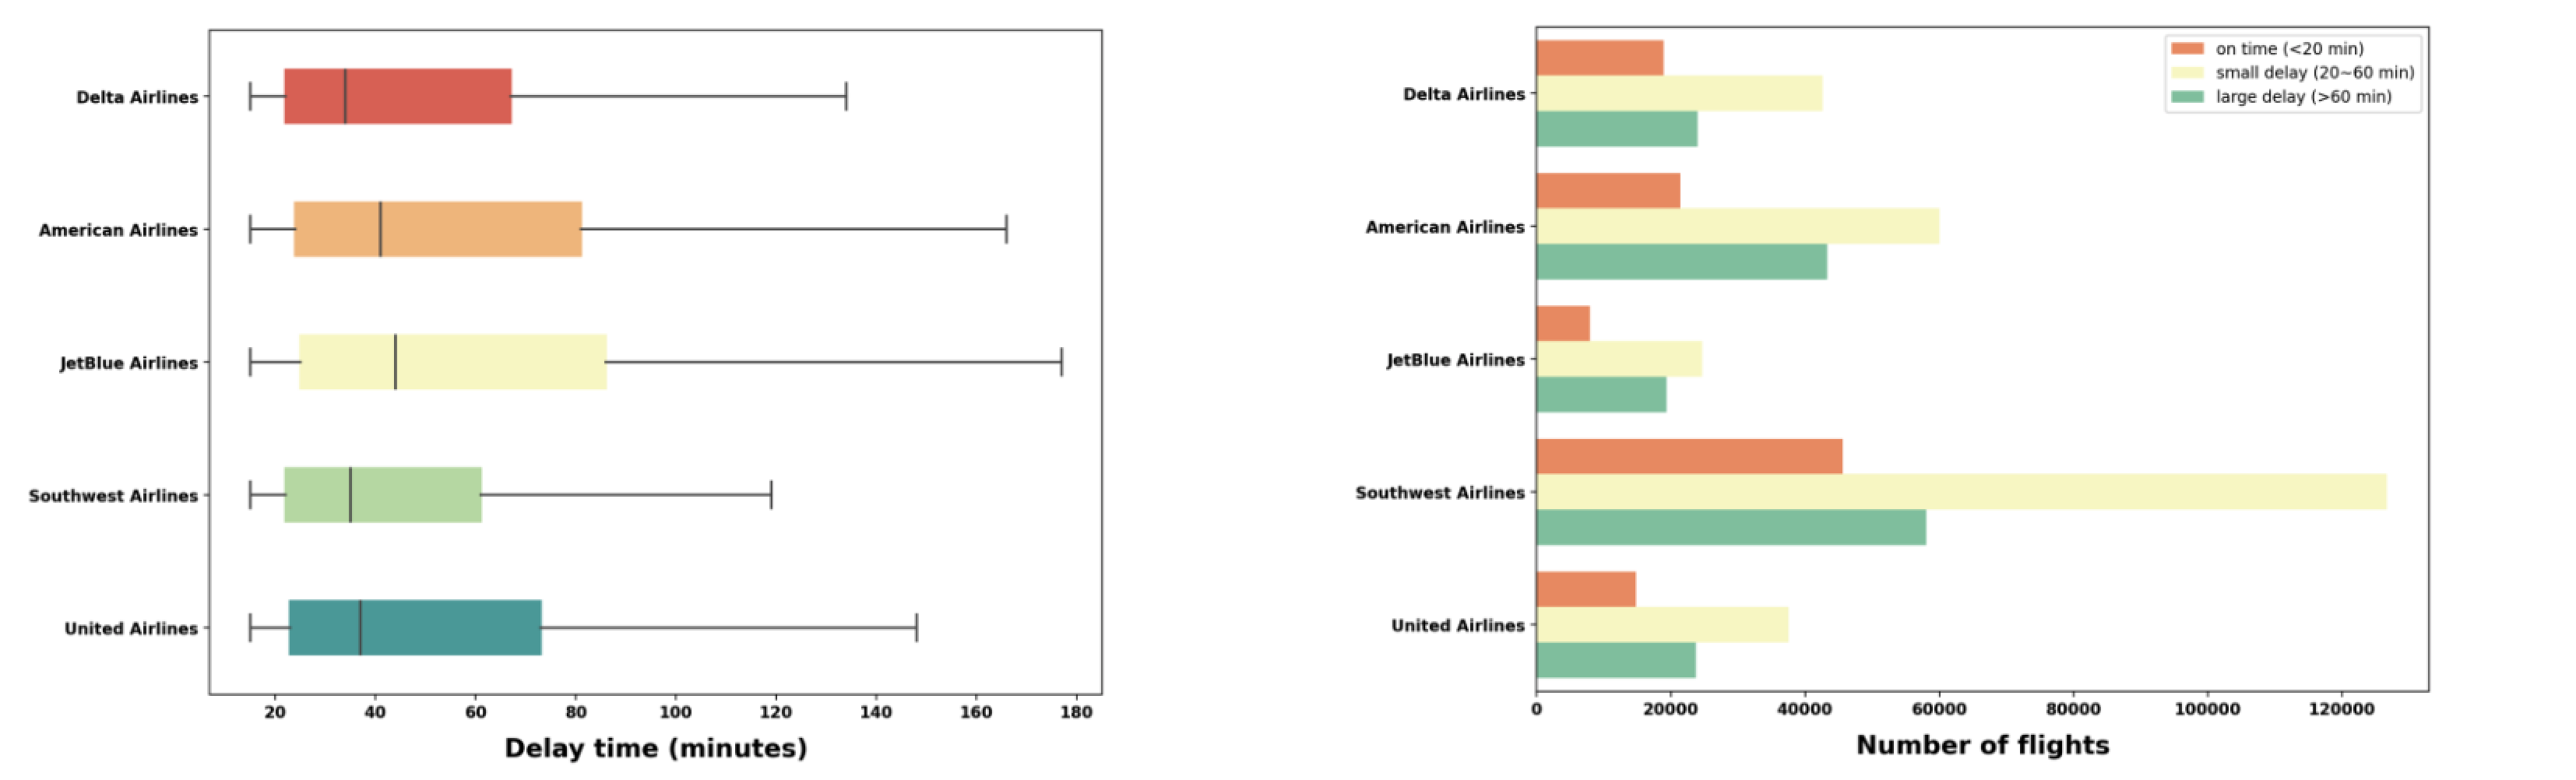 Delta Airlines
American Airlines
JetBlue Airlines
Southwest Airlines
United Airlines
20 40 60 80 100 120 140 160 180
Delay time (minutes)
on time (<20 min)
small delay (20~60 min)
large delay (>60 min)
Delta Airlines
American Airlines
JetBlue Airlines
Southwest Airlines
United Airlines
0 20000 40000 60000 80000 100000 120000
Number of flights